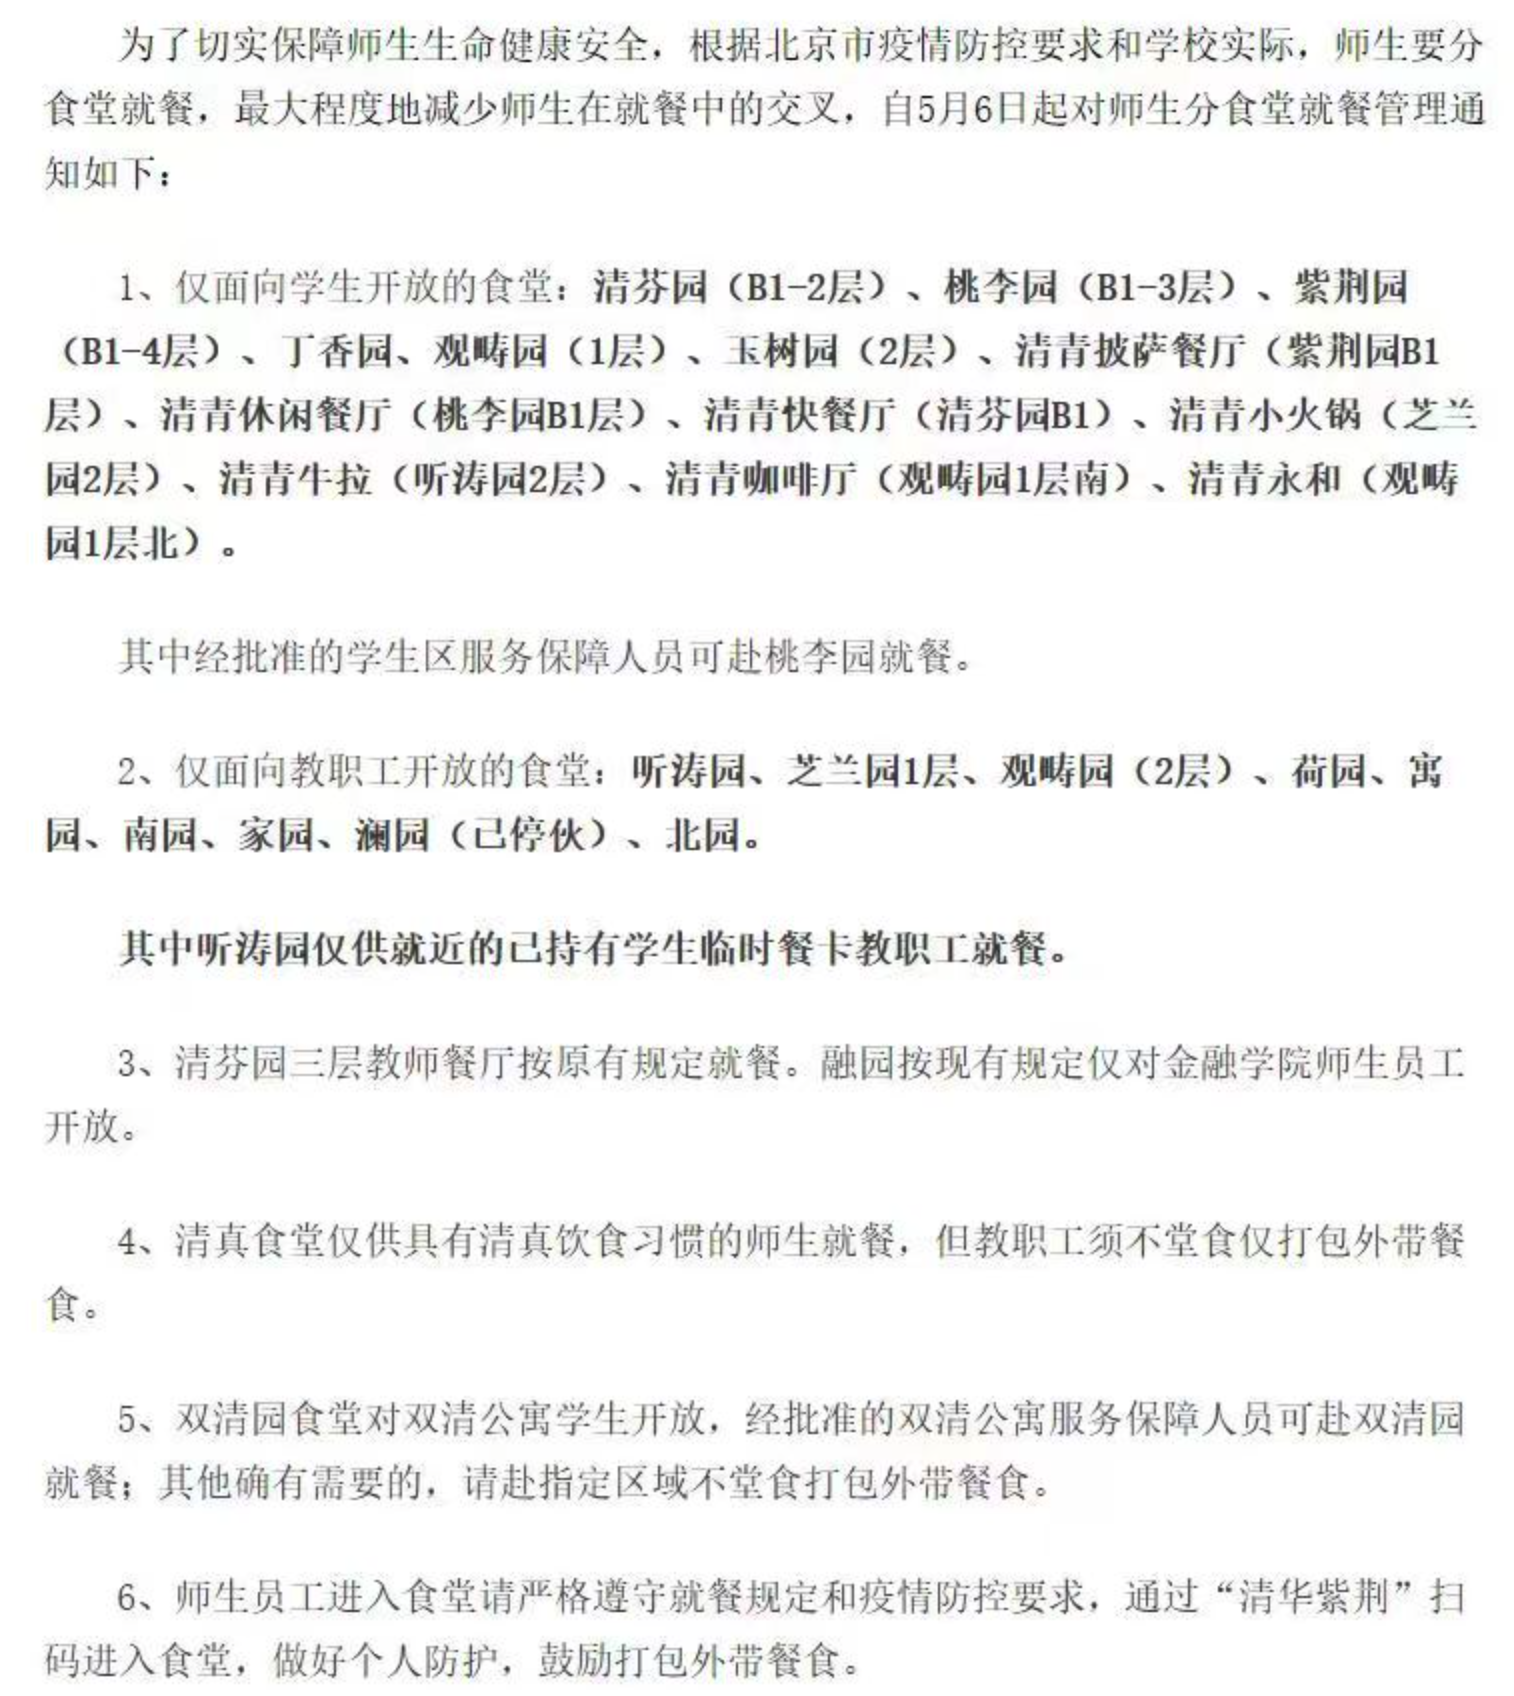 为了切实保障师生生命健康安全，根据北京市疫情防控要求和学校实际，师生要分
食堂就餐，最大程度地减少师生在就餐中的交叉，自5月6日起对师生分食堂就餐管理通
知如下：
1、仅面向学生开放的食堂：清芬园（B1-2层）、桃李园（B1-3层）、紫荆园
（B1-4层）、丁香园、观畴园（1层）、玉树园（2层）、清青披萨餐厅（紫荆园B1
层）、清青休闲餐厅（桃李园B1层）、清青快餐厅（清芬园B1）、清青小火锅（芝兰
园2层）、清青牛拉（听涛园2层）、清青咖啡厅（观畴园1层南）、清青永和（观畴
园1层北）。
其中经批准的学生区服务保障人员可赴桃李园就餐。
2、仅面向教职工开放的食堂：听涛园、芝兰园1层、观畴园（2层）、荷园、寓
园、南园、家园、澜园（已停伙）、北园。
其中听涛园仅供就近的已持有学生临时餐卡教职工就餐。
3、清芬园三层教师餐厅按原有规定就餐。融园按现有规定仅对金融学院师生员工
开放。
4、清真食堂仅供具有清真饮食习惯的师生就餐，但教职工须不堂食仅打包外带餐
食。
5、双清园食堂对双清公寓学生开放，经批准的双清公寓服务保障人员可赴双清园
就餐；其他确有需要的，请赴指定区域不堂食打包外带餐食。
6、师生员工进入食堂请严格遵守就餐规定和疫情防控要求，通过“清华紫荆”扫
码进入食堂，做好个人防护，鼓励打包外带餐食。